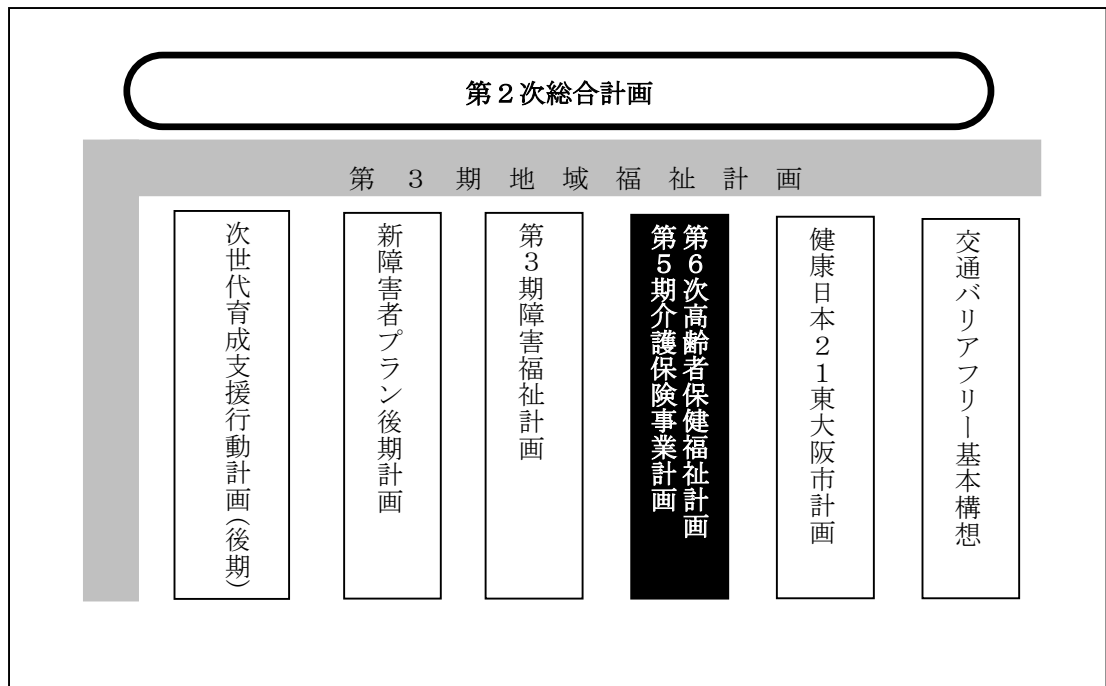 第２次総合計画
第３期地域福祉計画
次世代育成支援行動計画（後期）
新障害者プラン後期計画
第３期障害福祉計画
第６次高齢者保健福祉計画
第５期介護保険事業計画
健康日本２１東大阪市計画
交通バリアフリー基本構想